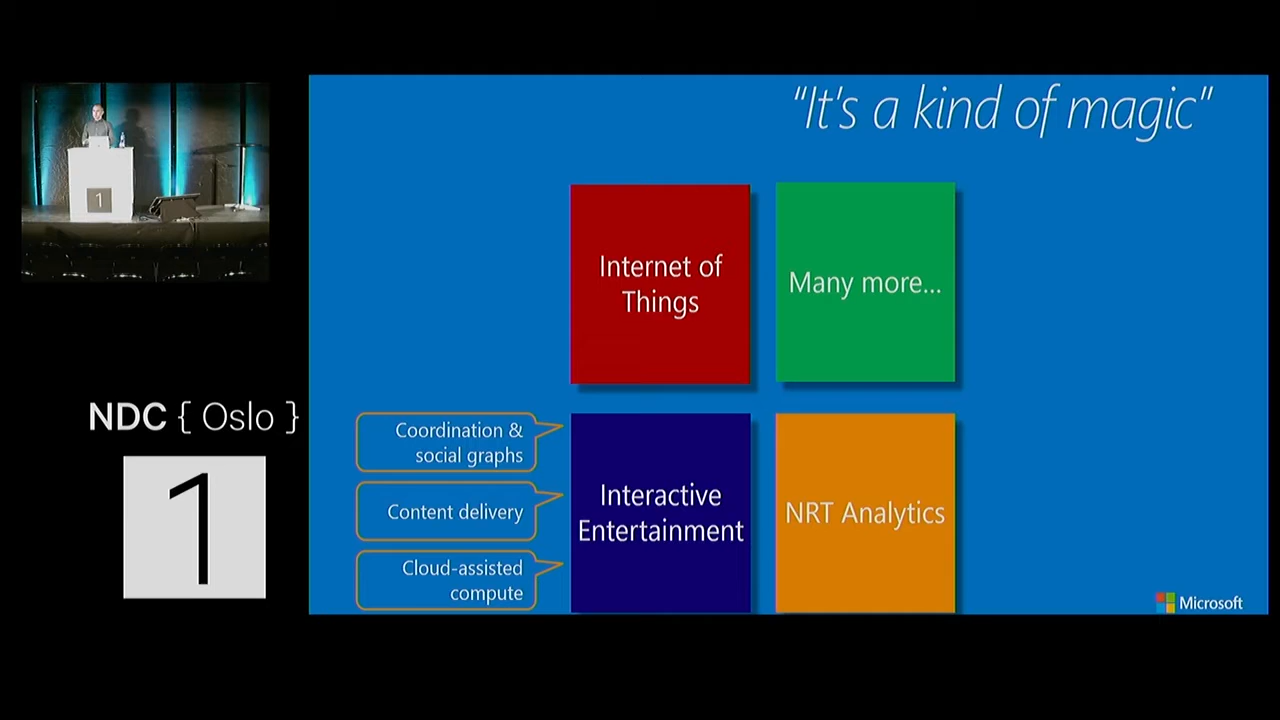 "It's a kind of magic"
1
Internet of
Things
Many more...
NDC { Oslo }
1
Coordination &
social graphs
Content delivery
Cloud-assisted
compute
Interactive
Entertainment
NRT Analytics
Microsoft